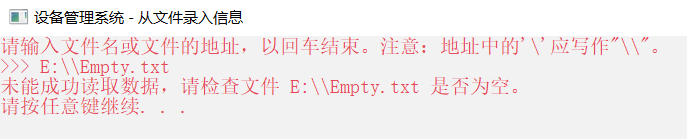 设备管理系统 - 从文件录入信息
请输入文件名或文件的地址，以回车结束。注意：地址中的'\'应写作"\\"。
>>> E:\\Empty.txt
未能成功读取数据，请检查文件 E:\\Empty.txt 是否为空。
请按任意键继续. . .